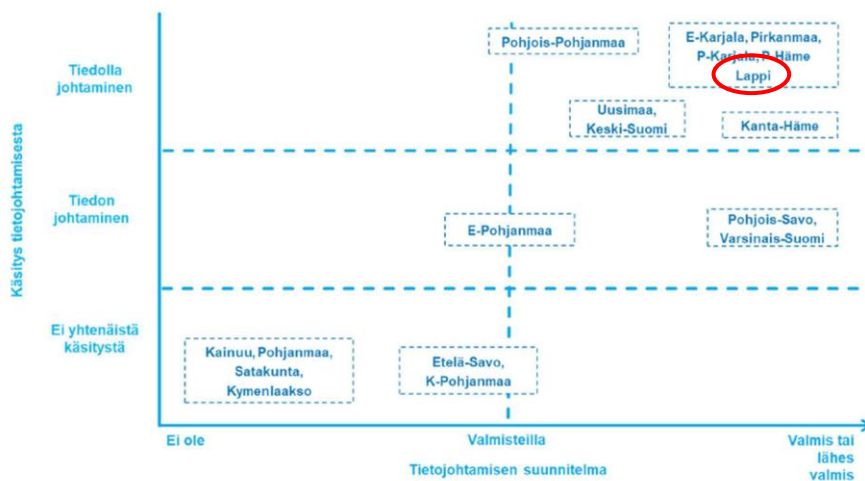 Käsitys tietojohtamisesta
Tiedolla
johtaminen
Pohjois-Pohjanmaa
E-Karjala, Pirkanmaa,
P-Karjala, P-Häme
Lappi
Uusimaa,
Keski-Suomi
Kanta-Häme
Tiedon
johtaminen
E-Pohjanmaa
Pohjois-Savo,
Varsinais-Suomi
Ei yhtenäistä
käsitystä
Kainuu, Pohjanmaa,
Satakunta,
Kymenlaakso
Etelä-Savo,
K-Pohjanmaa
Ei ole
Valmisteilla
Valmis tai
lähes
valmis
Tietojohtamisen suunnitelma